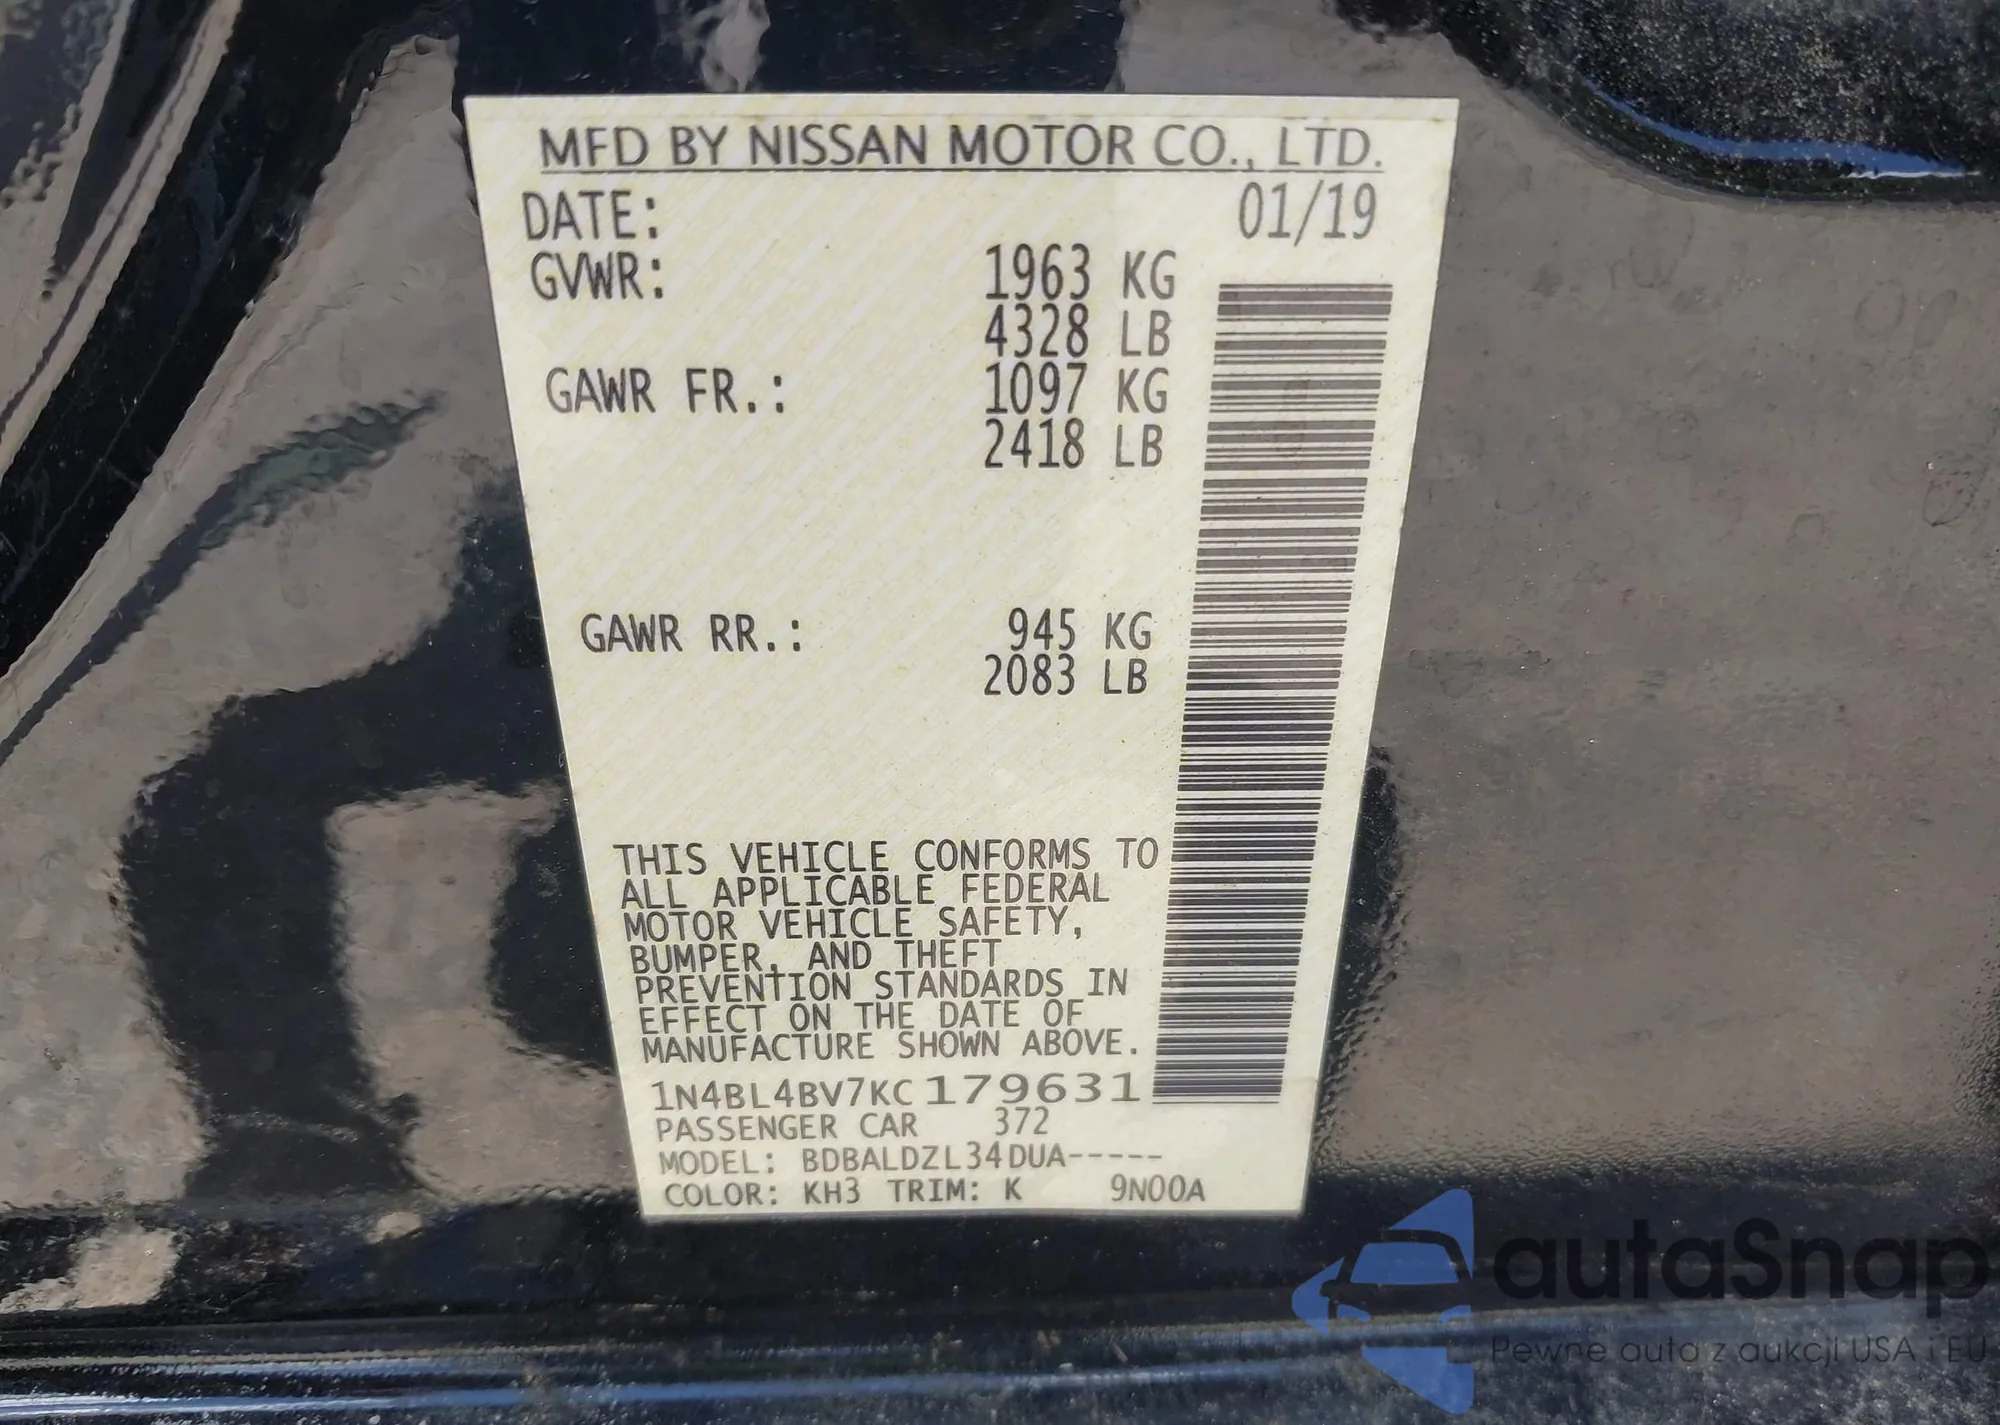 MFD BY NISSAN MOTOR CO., LTD.
DATE: 01/19
GVWR: 1963 KG
4328 LB
GAWR FR.: 1097 KG
2418 LB
GAWR RR.: 945 KG
2083 LB
THIS VEHICLE CONFORMS TO
ALL APPLICABLE FEDERAL
MOTOR VEHICLE SAFETY,
BUMPER, AND THEFT
PREVENTION STANDARDS IN
EFFECT ON THE DATE OF
MANUFACTURE SHOWN ABOVE.
1N4BL4BV7KC179631
PASSENGER CAR 372
MODEL: BDBALDZL34DUA-----
COLOR: KH3 TRIM: K 9N00A
autaSnap
Pewne auta z aukcji USA i EU